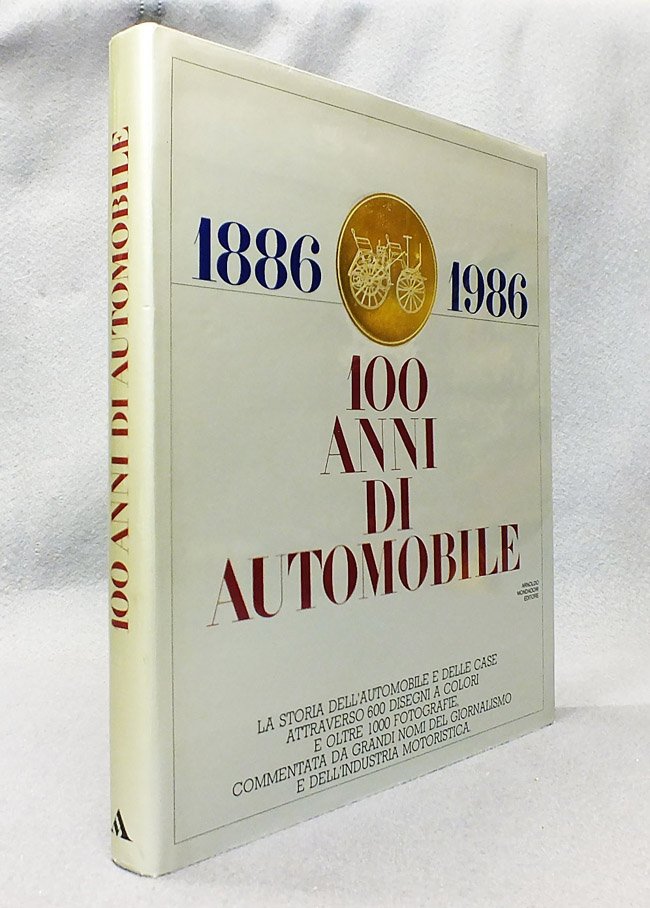 100 ANNI DI AUTOMOBILE
1886
1986
100
ANNI
DI
AUTOMOBILE
ARNOLDO
MONDADORI
EDITORE
LA STORIA DELL'AUTOMOBILE E DELLE CASE
ATTRAVERSO 600 DISEGNI A COLORI
E OLTRE 1000 FOTOGRAFIE.
COMMENTATA DA GRANDI NOMI DEL GIORNALISMO
E DELL'INDUSTRIA MOTORISTICA.